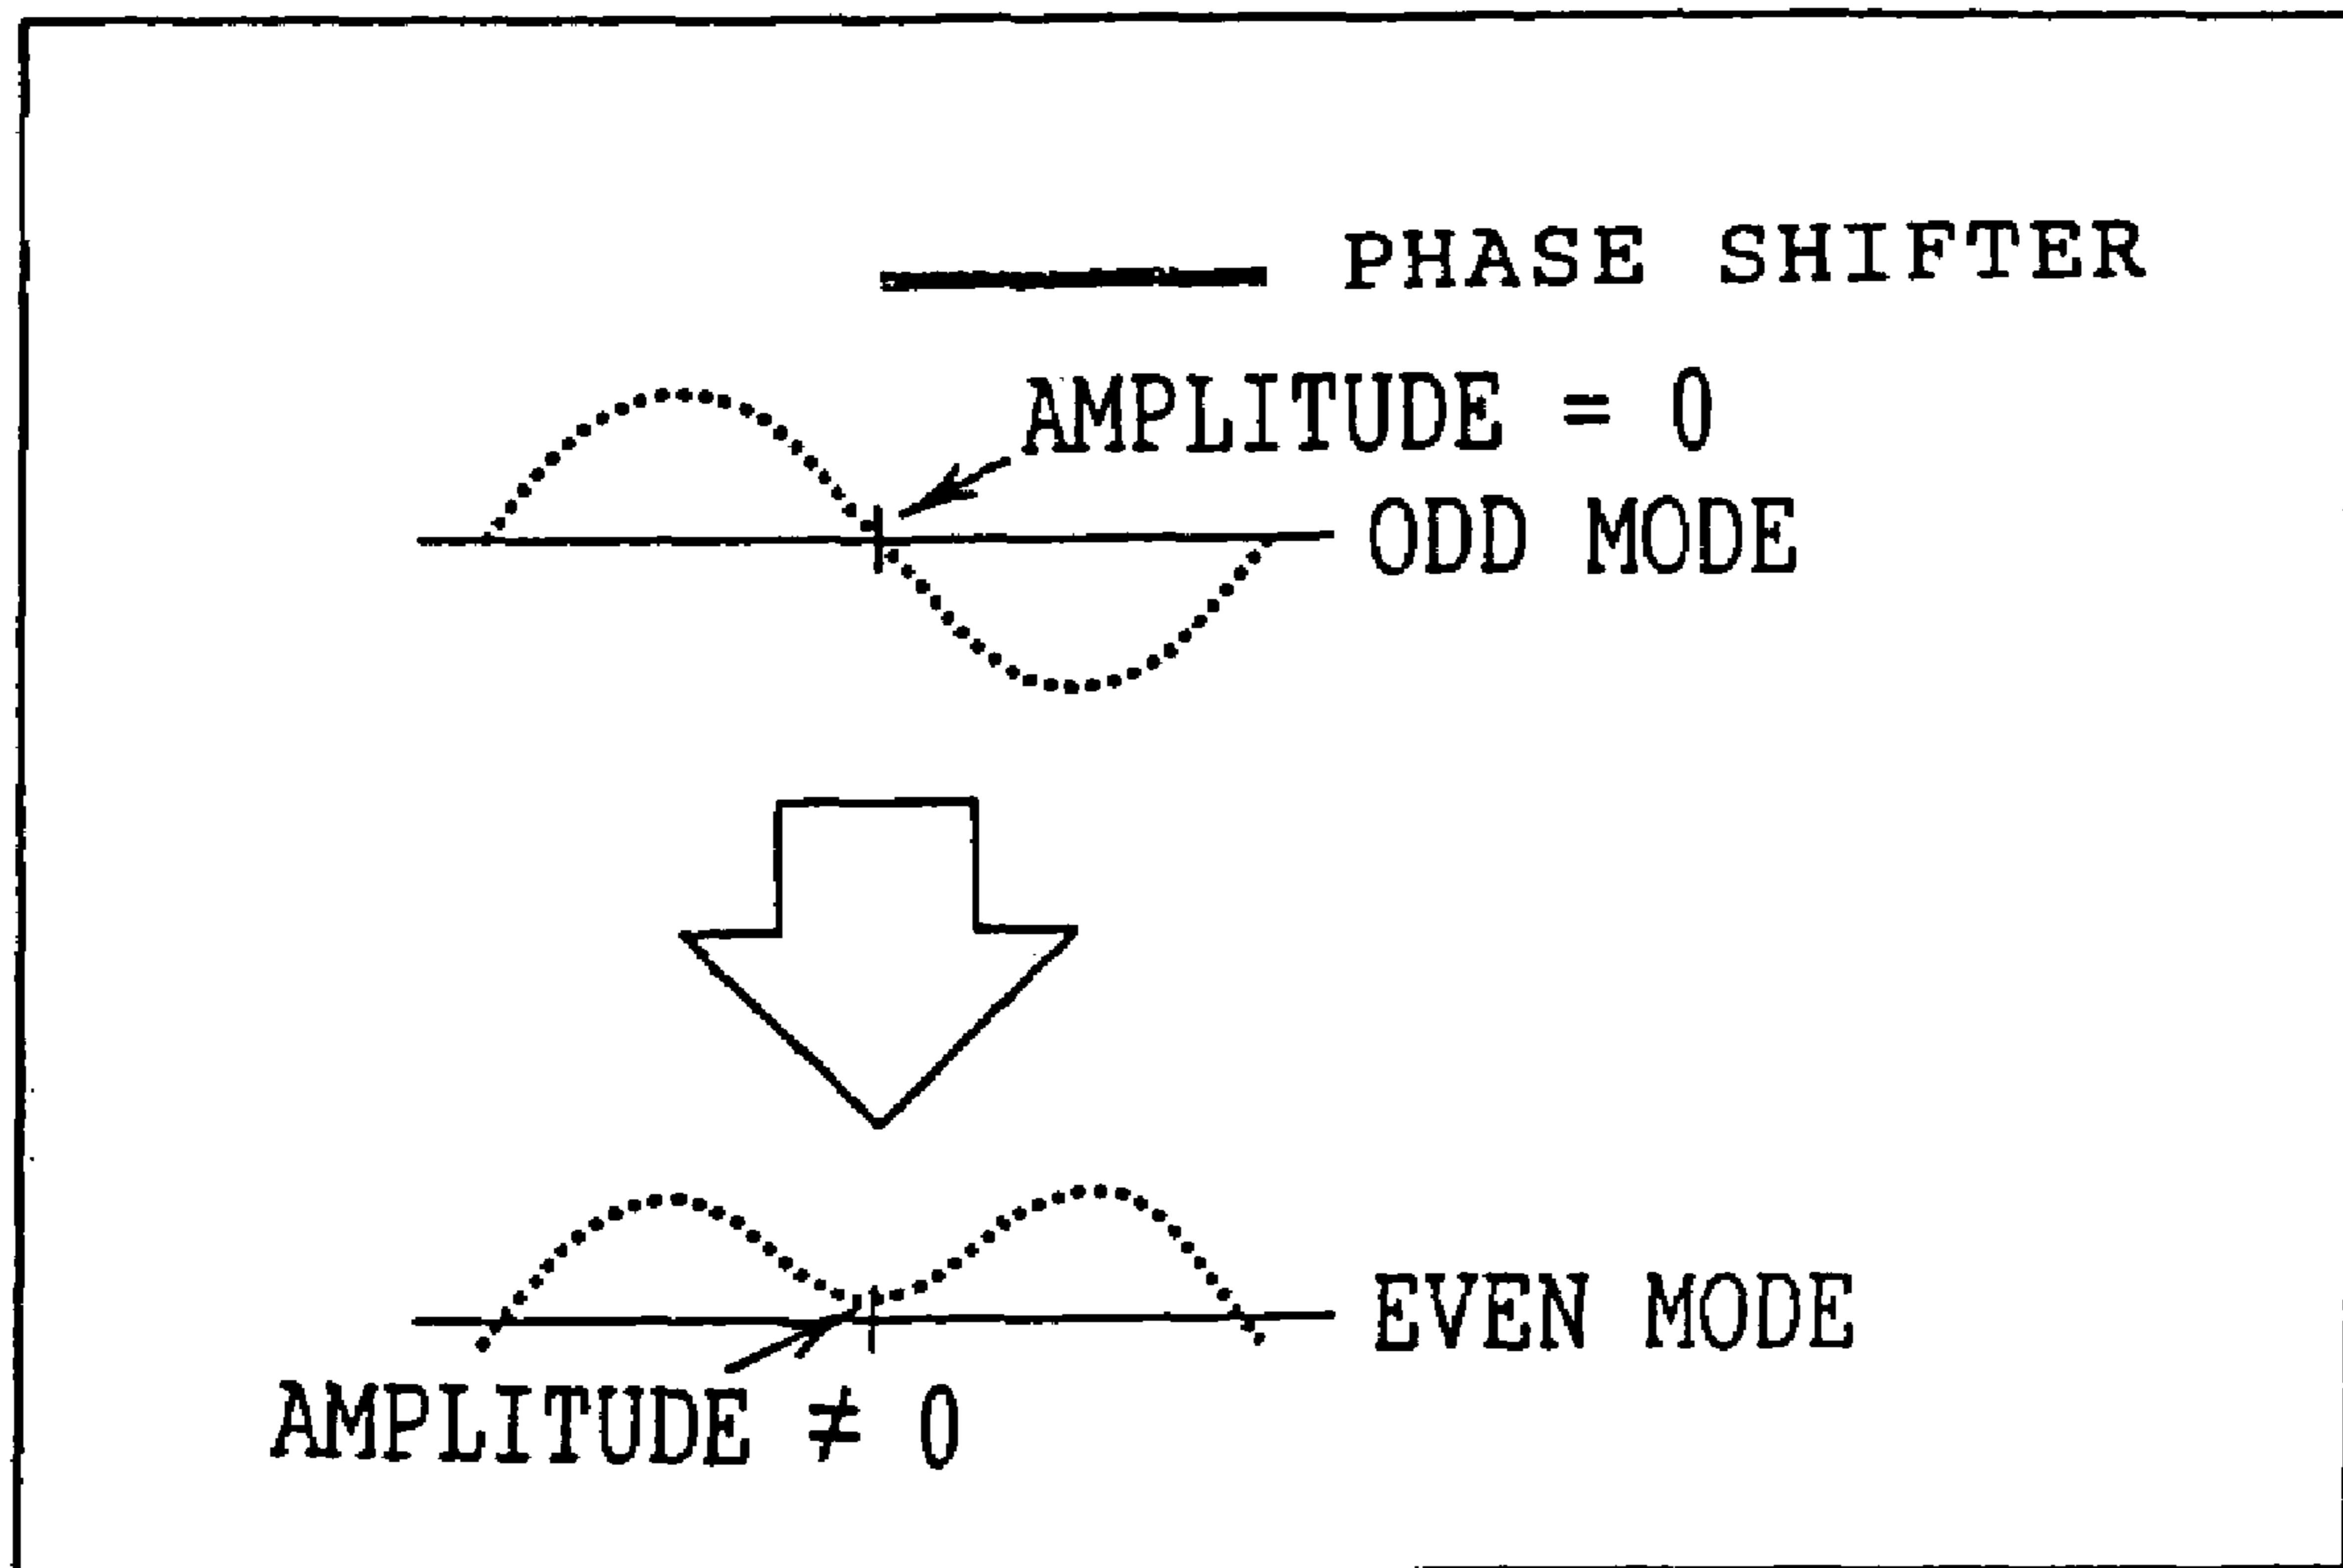 PHASE SHIFTER
AMPLITUDE = 0
ODD MODE
EVEN MODE
AMPLITUDE ≠ 0